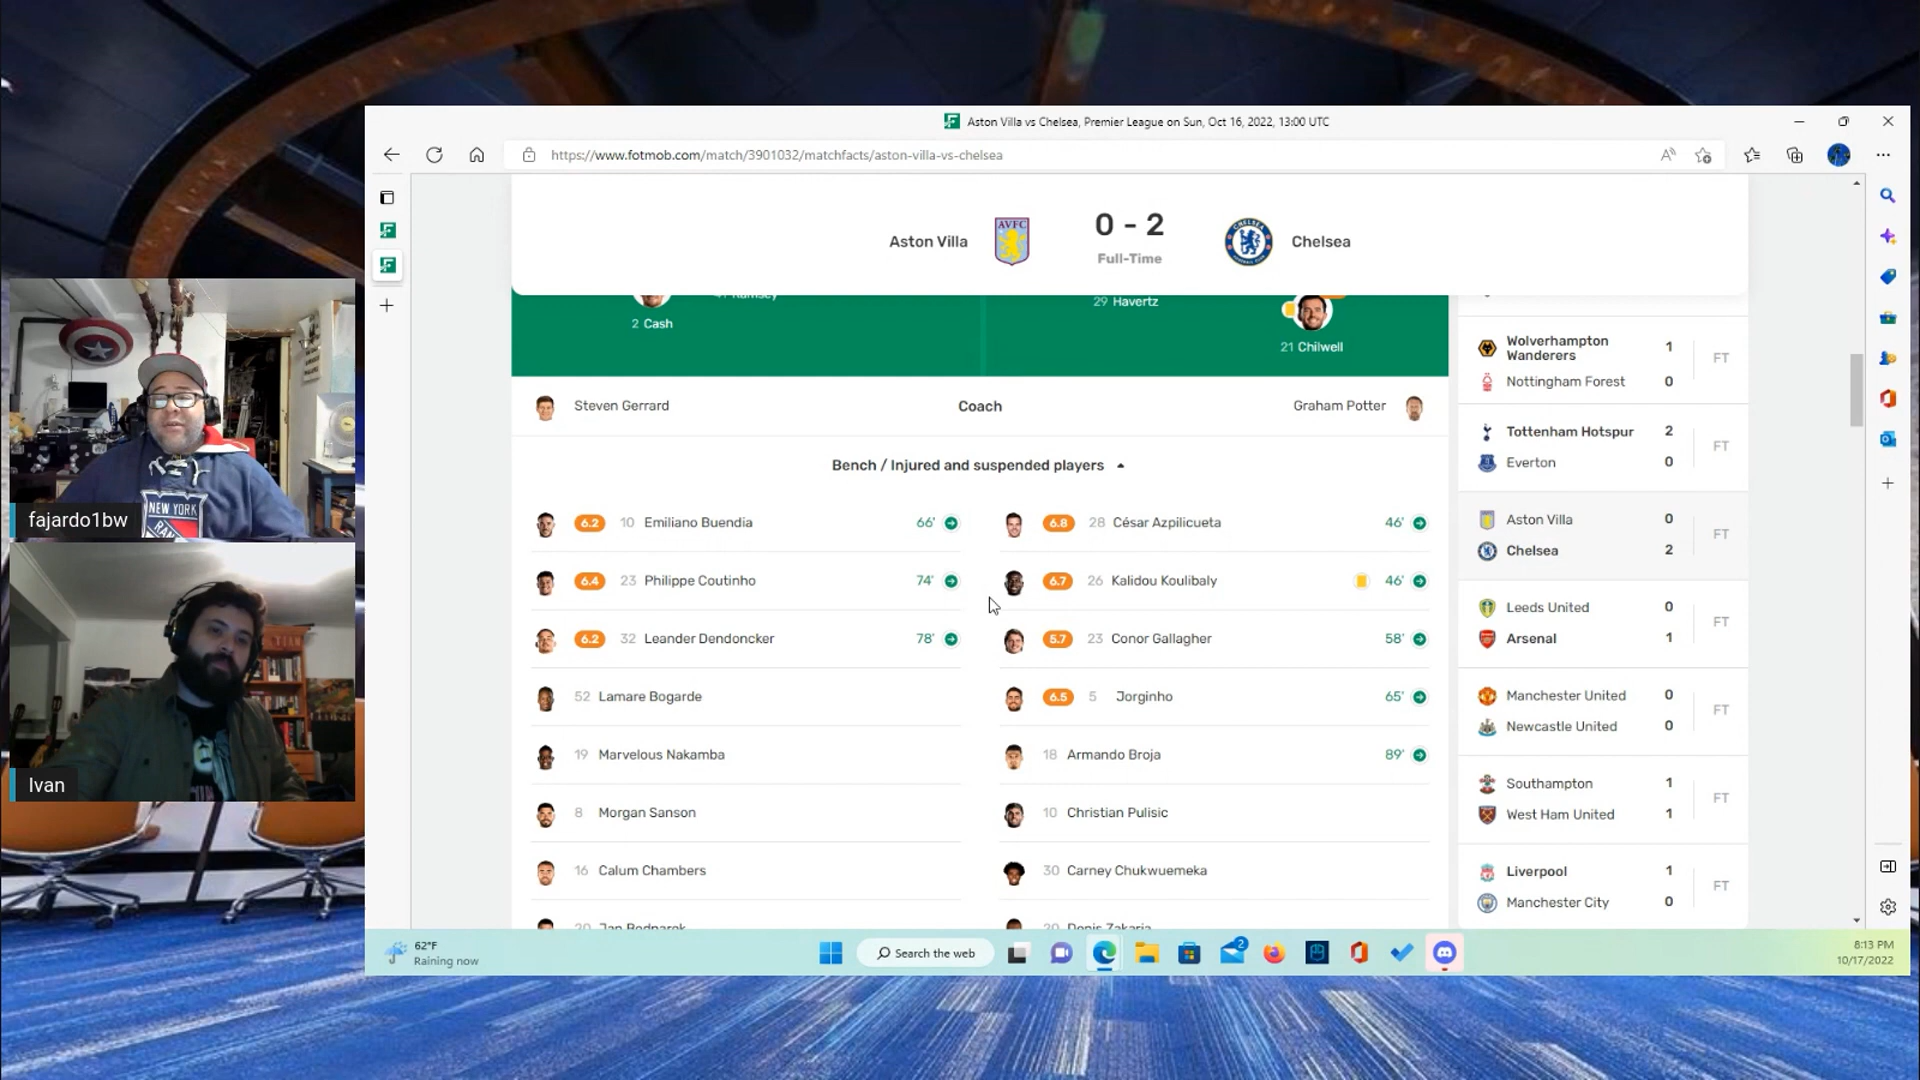 Aston Villa vs Chelsea, Premier League on Sun, Oct 16, 2022, 13:00 UTC
https://www.fotmob.com/match/3901032/matchfacts/aston-villa-vs-chelsea
Aston Villa
AVFC
0 - 2
Full-Time
Chelsea
Ramsey
2 Cash
29 Havertz
21 Chilwell
Steven Gerrard
Coach
Graham Potter
Bench / Injured and suspended players
6.2 10 Emiliano Buendia 66'
6.8 28 César Azpilicueta 46'
6.4 23 Philippe Coutinho 74'
6.7 26 Kalidou Koulibaly 46'
6.2 32 Leander Dendoncker 78'
5.7 23 Conor Gallagher 58'
52 Lamare Bogarde
6.5 5 Jorginho 65'
19 Marvelous Nakamba
18 Armando Broja 89'
8 Morgan Sanson
10 Christian Pulisic
16 Calum Chambers
30 Carney Chukwuemeka
20 Jan Bednarek
20 Denis Zakaria
Wolverhampton
Wanderers 1
Nottingham Forest 0
FT
Tottenham Hotspur 2
Everton 0
FT
Aston Villa 0
Chelsea 2
FT
Leeds United 0
Arsenal 1
FT
Manchester United 0
Newcastle United 0
FT
Southampton 1
West Ham United 1
FT
Liverpool 1
Manchester City 0
FT
NEW YORK
fajardo1bw
Ivan
62°F
Raining now
Search the web
2
8:13 PM
10/17/2022